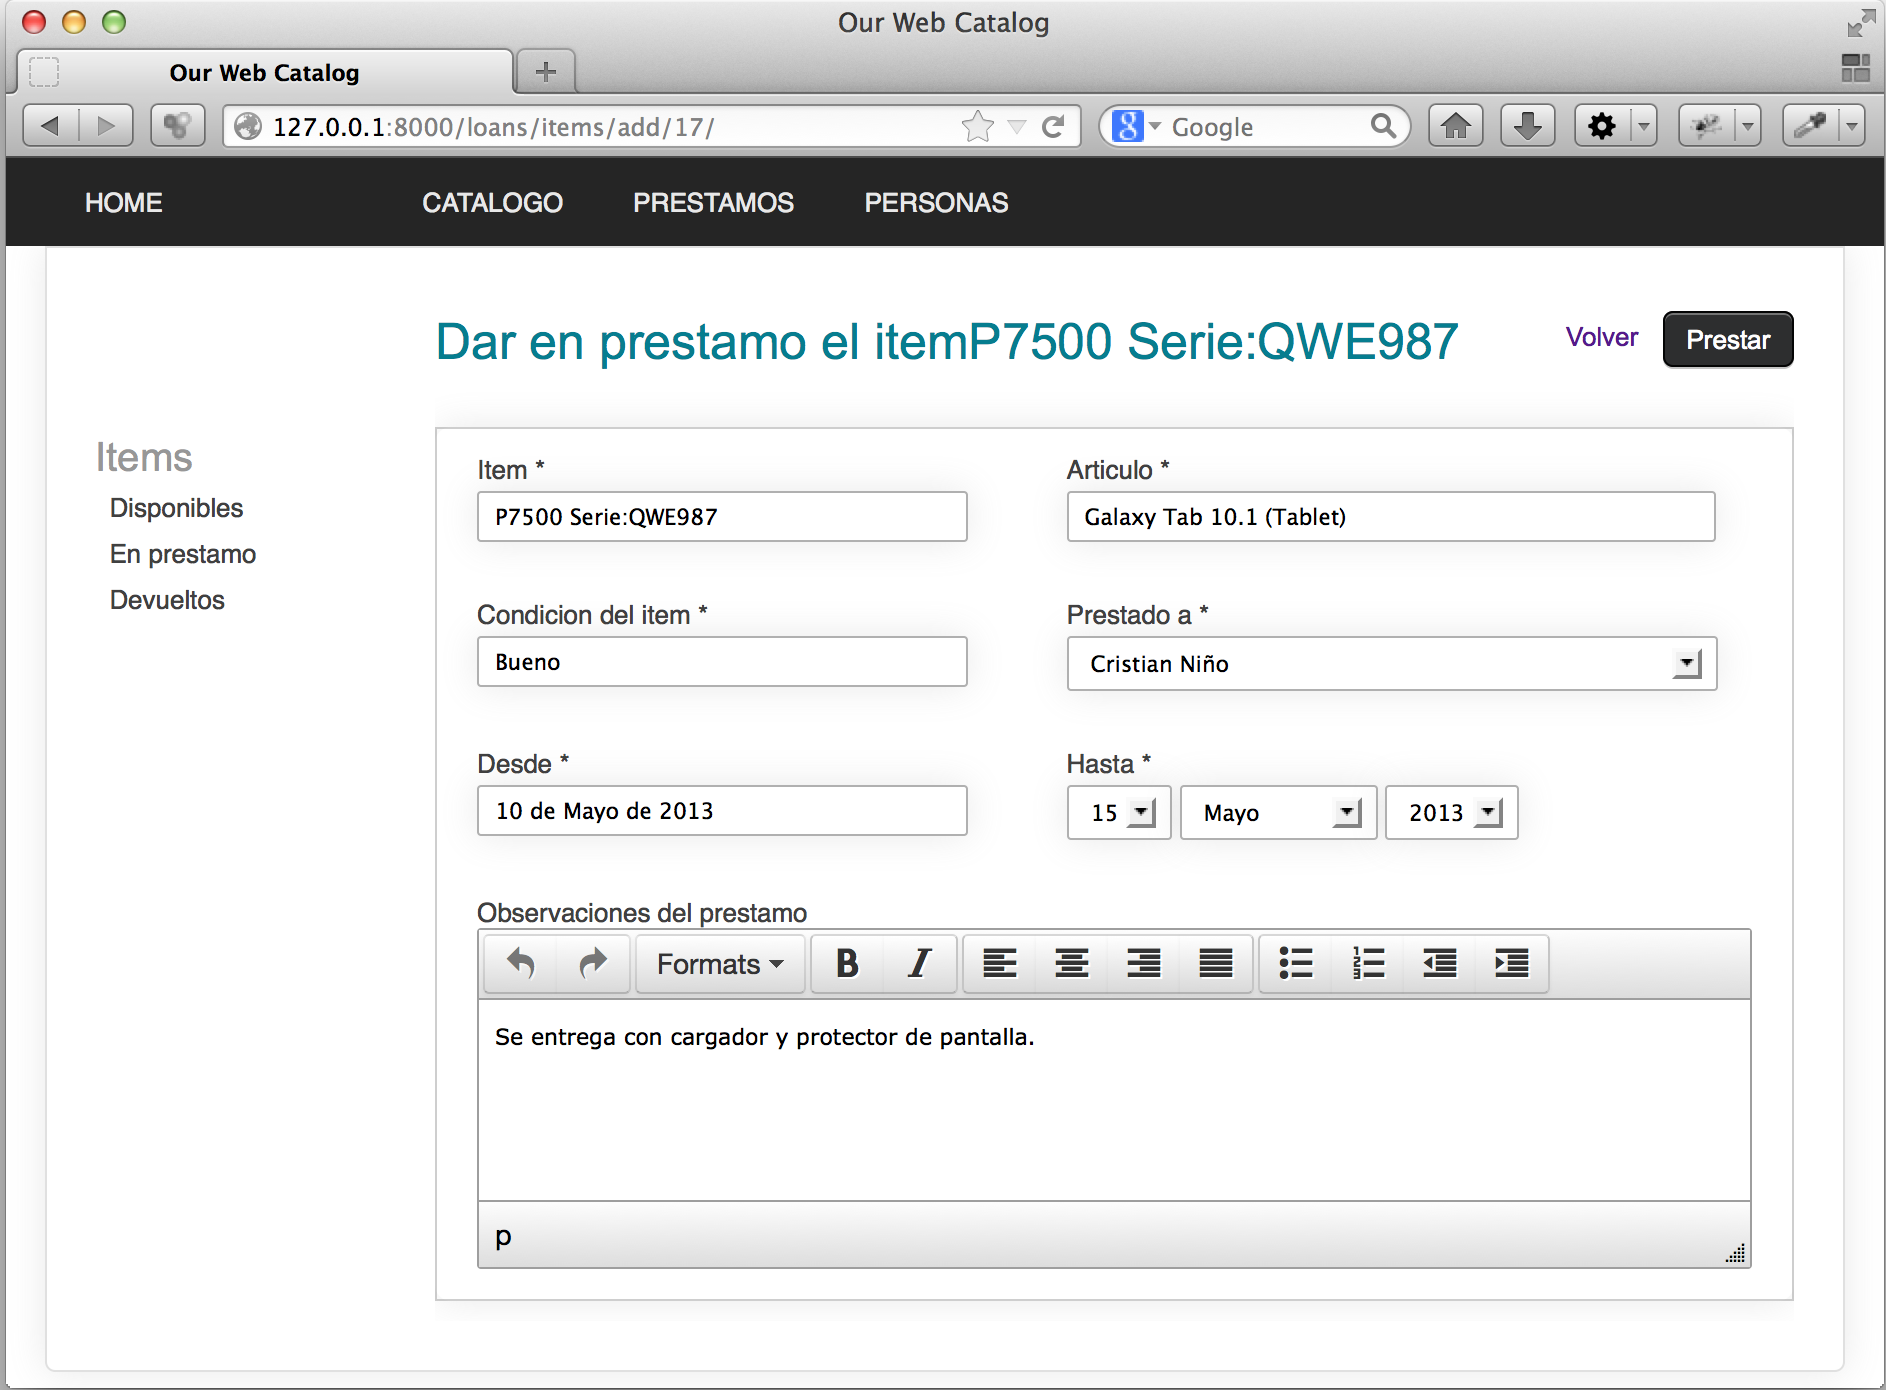 Our Web Catalog
Our Web Catalog
127.0.0.1:8000/loans/items/add/17/
Google
HOME CATALOGO PRESTAMOS PERSONAS
Dar en prestamo el itemP7500 Serie:QWE987
Volver
Prestar
Items
Disponibles
En prestamo
Devueltos
Item *
P7500 Serie:QWE987
Articulo *
Galaxy Tab 10.1 (Tablet)
Condicion del item *
Bueno
Prestado a *
Cristian Niño
Desde *
10 de Mayo de 2013
Hasta *
15 Mayo 2013
Observaciones del prestamo
Formats B I
Se entrega con cargador y protector de pantalla.
p